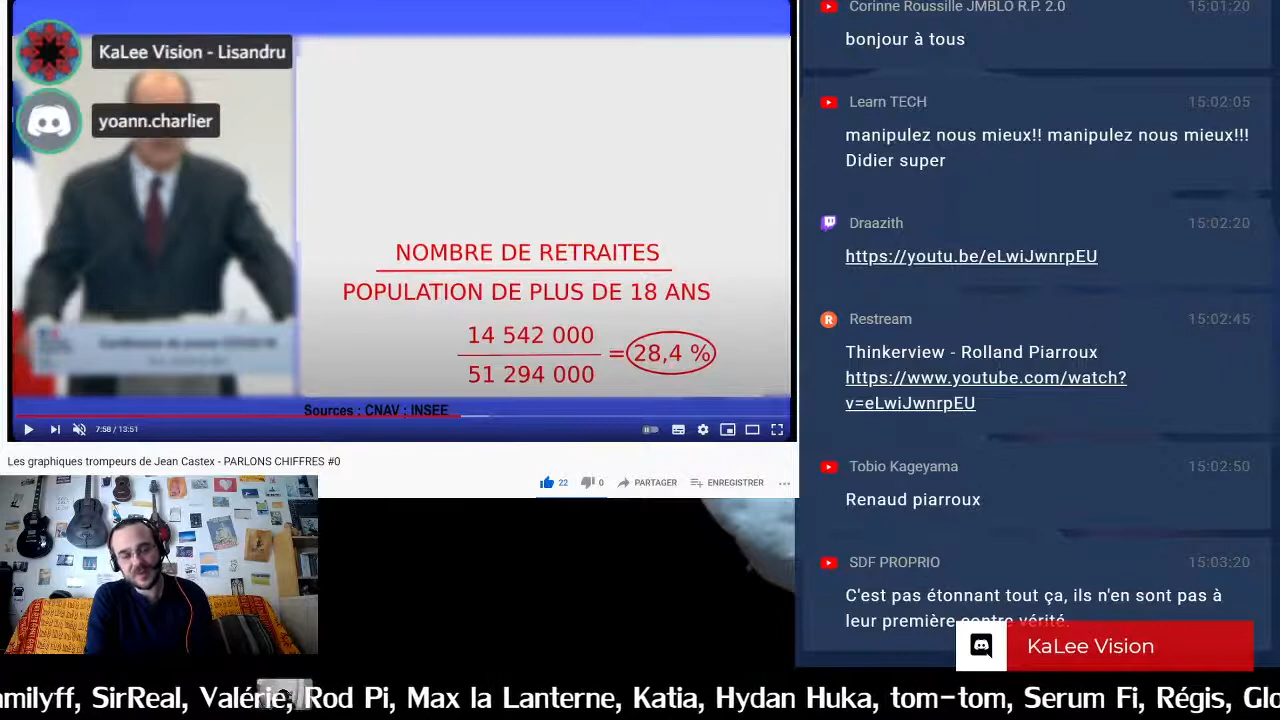 KaLee Vision - Lisandru
yoann.charlier
NOMBRE DE RETRAITES
POPULATION DE PLUS DE 18 ANS
14 542 000
51 294 000
=
28,4 %
Sources : CNAV : INSEE
7:58 / 13:51
Les graphiques trompeurs de Jean Castex - PARLONS CHIFFRES #0
22
0
PARTAGER
ENREGISTRER
Corinne Roussille JMBLO R.P. 2.0 15:01:20
bonjour à tous
Learn TECH 15:02:05
manipulez nous mieux!! manipulez nous mieux!!!
Didier super
Draazith 15:02:20
https://youtu.be/eLwiJwnrpEU
Restream 15:02:45
Thinkerview - Rolland Piarroux
https://www.youtube.com/watch?
v=eLwiJwnrpEU
Tobio Kageyama 15:02:50
Renaud piarroux
SDF PROPRIO 15:03:20
C'est pas étonnant tout ça, ils n'en sont pas à
leur première contre vérité.
KaLee Vision
amilyff, SirReal, Valérie, Rod Pi, Max la Lanterne, Katia, Hydan Huka, tom-tom, Serum Fi, Régis, Glo